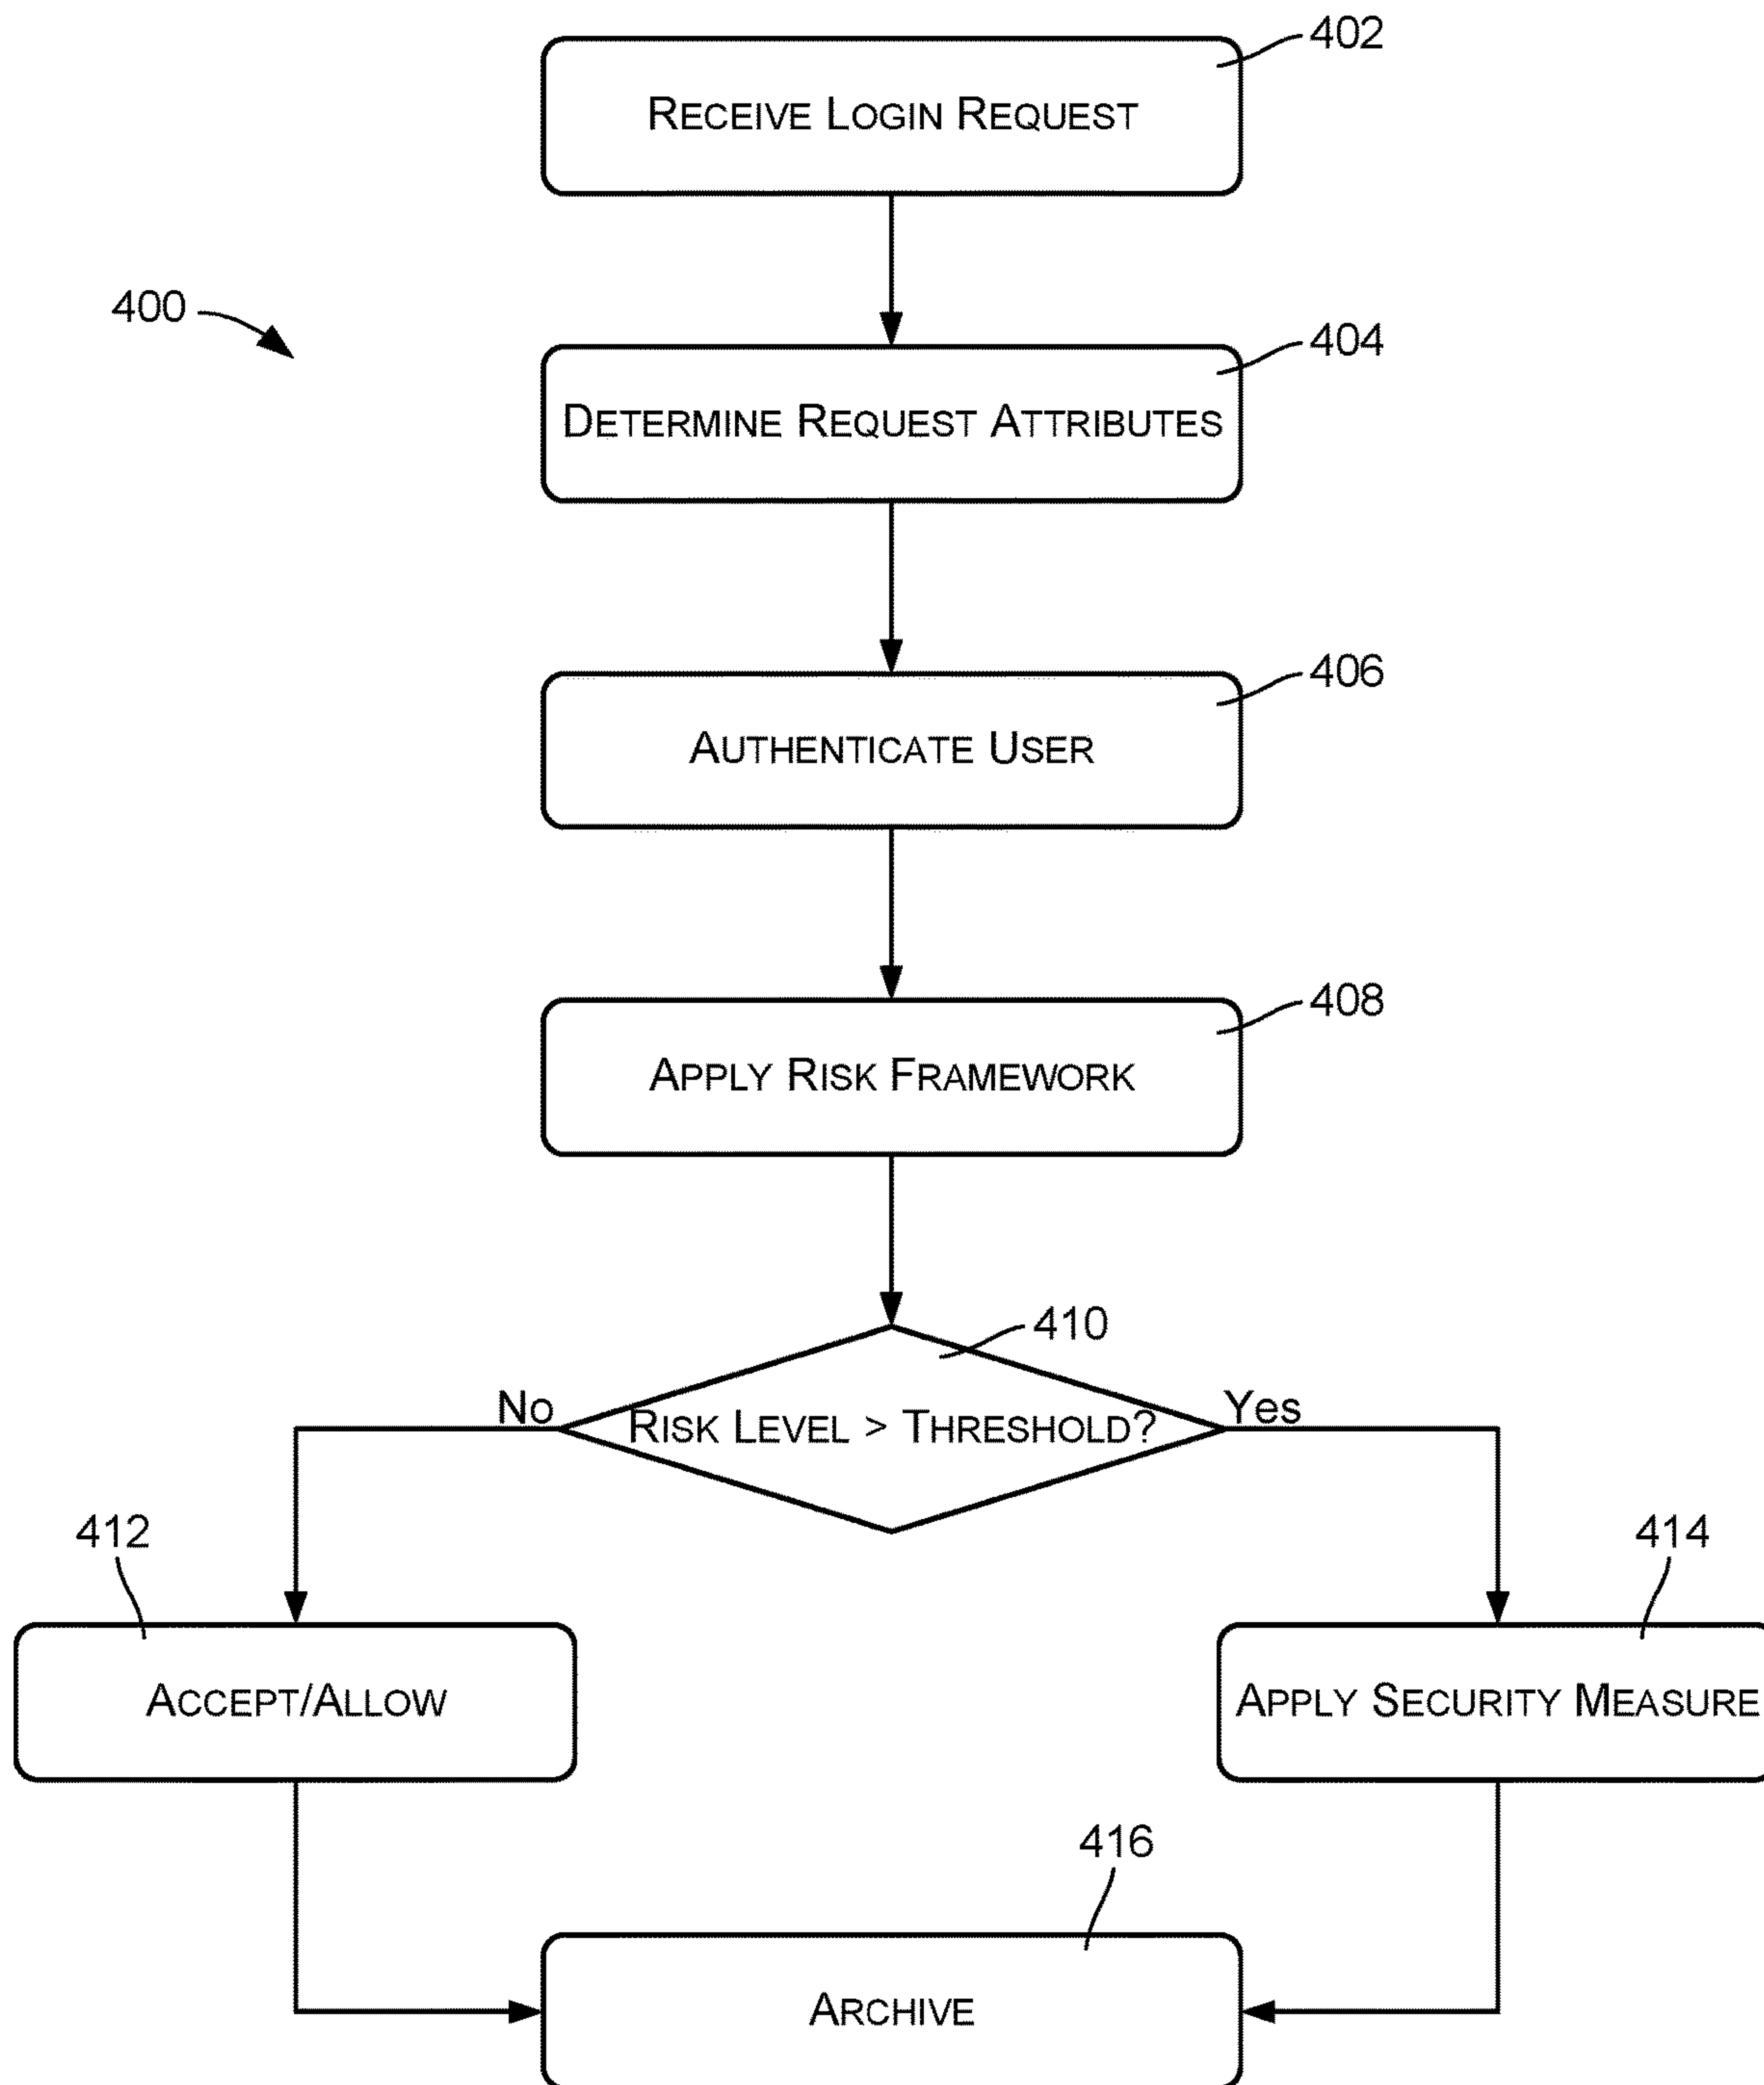 402
RECEIVE LOGIN REQUEST
400
404
DETERMINE REQUEST ATTRIBUTES
406
AUTHENTICATE USER
408
APPLY RISK FRAMEWORK
410
No
RISK LEVEL > THRESHOLD?
Yes
412
414
ACCEPT/ALLOW
APPLY SECURITY MEASURE
416
ARCHIVE